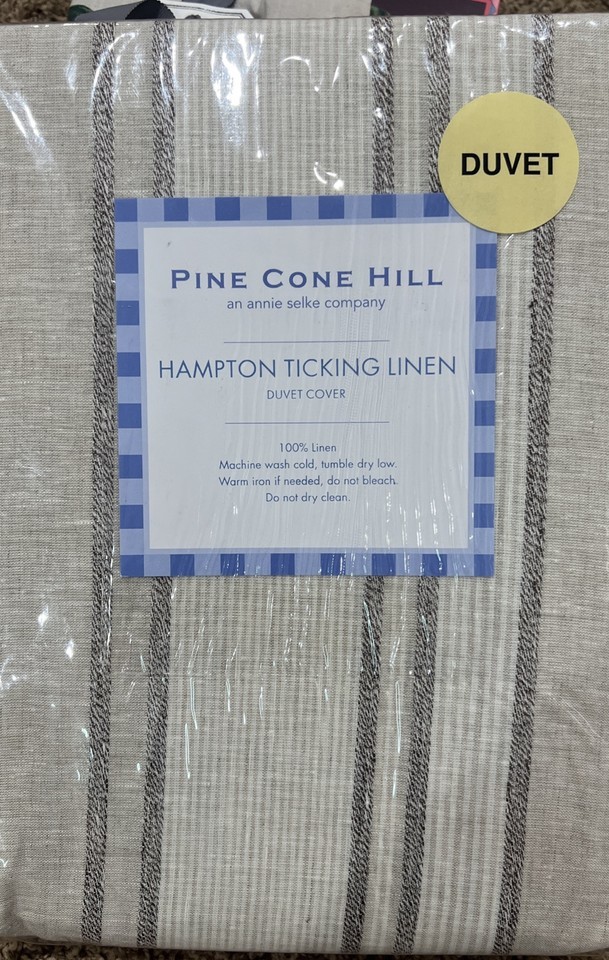 DUVET
PINE CONE HILL
an annie selke company
HAMPTON TICKING LINEN
DUVET COVER
100% Linen
Machine wash cold, tumble dry low.
Warm iron if needed, do not bleach.
Do not dry clean.